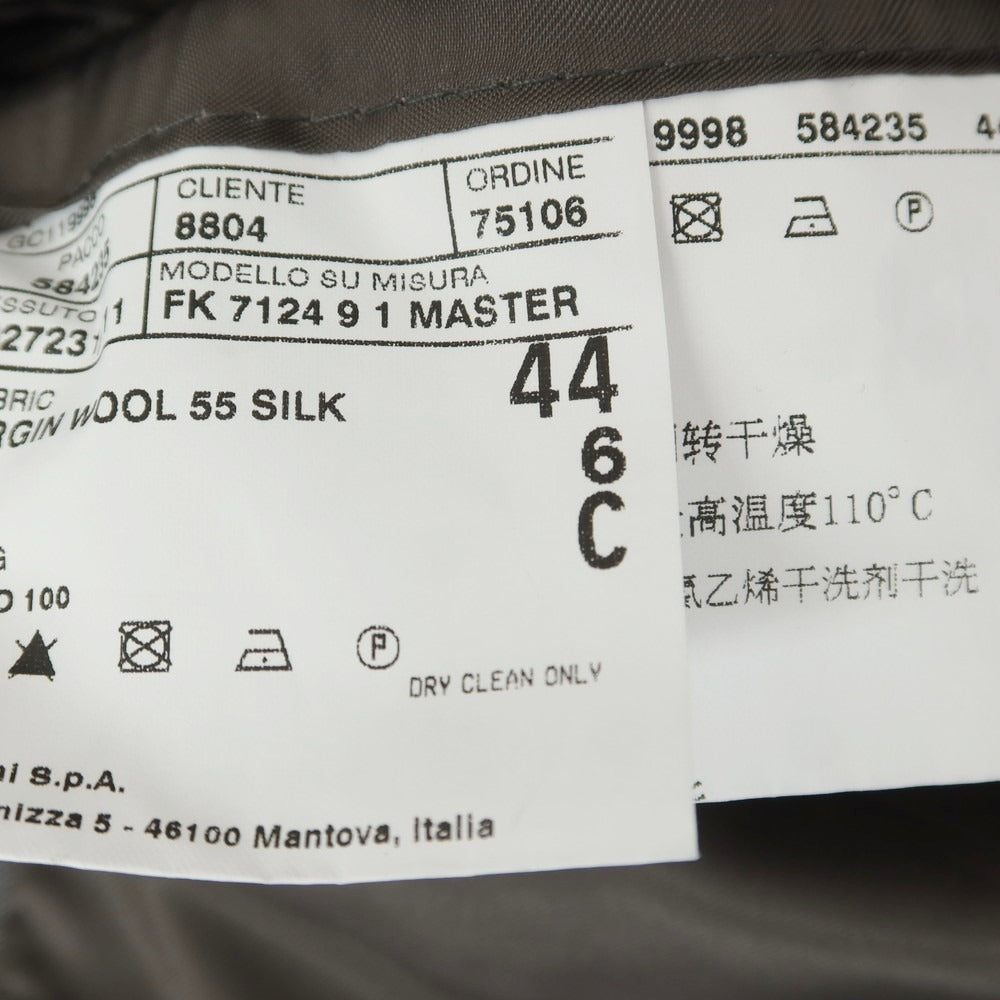 CLIENTE
8804
ORDINE
75106
PACCO
MODELLO SU MISURA
FK 7124 9 1 MASTER
11
WOOL 55 SILK
44
6
C
100
P
DRY CLEAN ONLY
S.p.A.
5 - 46100 Mantova, Italia
9998 584235
P
转干燥
高温度110°C
乙烯干洗剂干洗